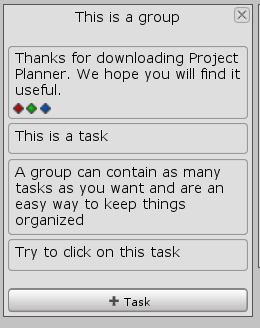 This is a group
Thanks for downloading Project
Planner. We hope you will find it
useful.
This is a task
A group can contain as many
tasks as you want and are an
easy way to keep things
organized
Try to click on this task
Task